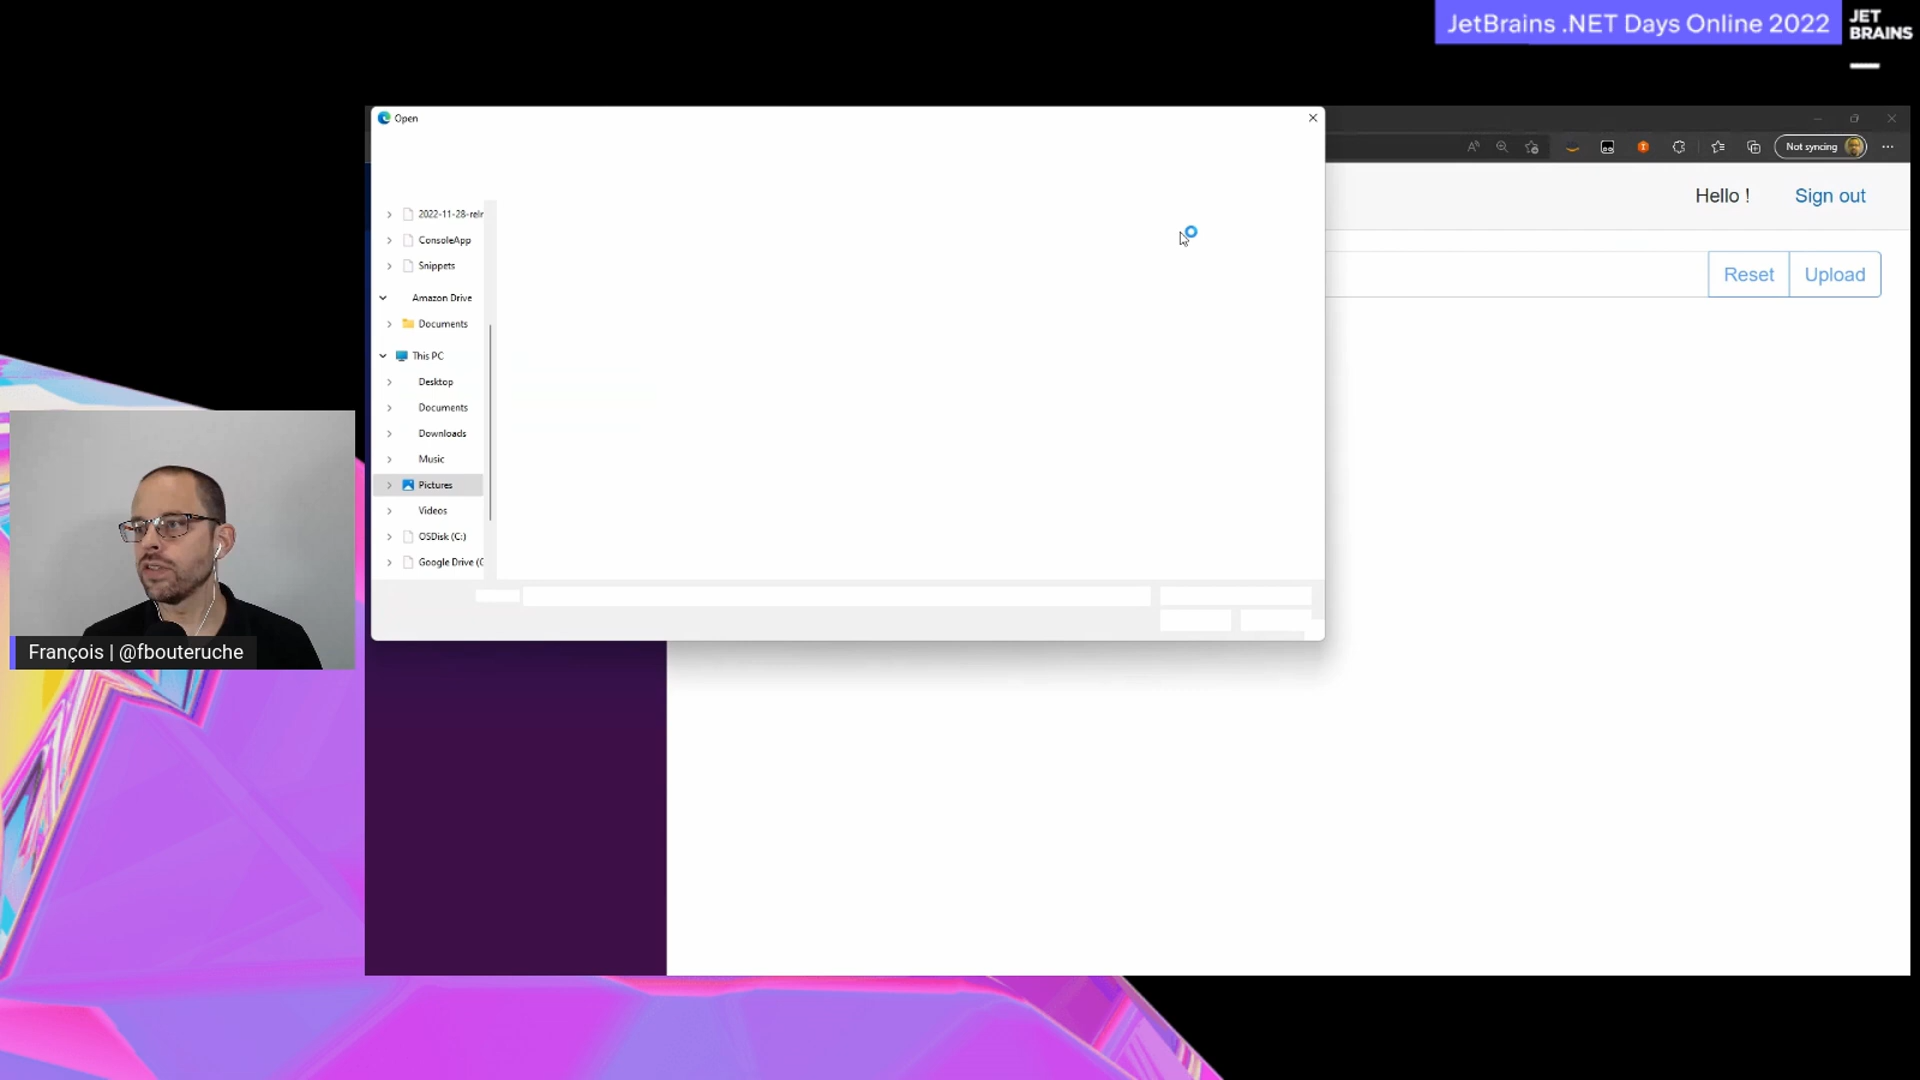 JetBrains .NET Days Online 2022
JET
BRAINS
Open
Not syncing
Hello !
Sign out
Reset
Upload
2022-11-28-reIr
ConsoleApp
Snippets
Amazon Drive
Documents
This PC
Desktop
Documents
Downloads
Music
Pictures
Videos
OSDisk (C:)
Google Drive (G
François | @fbouteruche